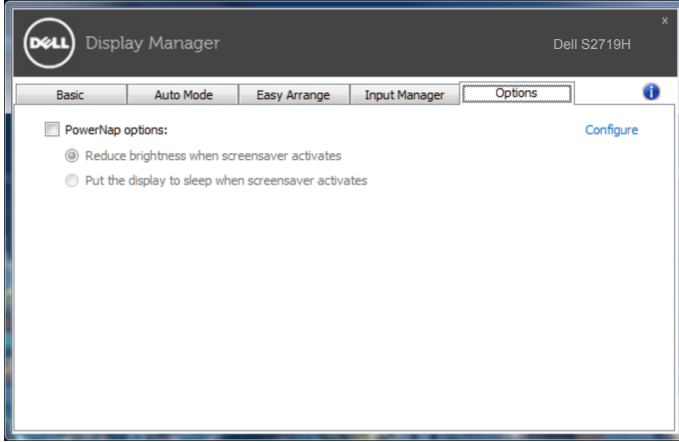 x
DELL Display Manager
Dell S2719H
Basic Auto Mode Easy Arrange Input Manager Options i
PowerNap options: Configure
Reduce brightness when screensaver activates
Put the display to sleep when screensaver activates